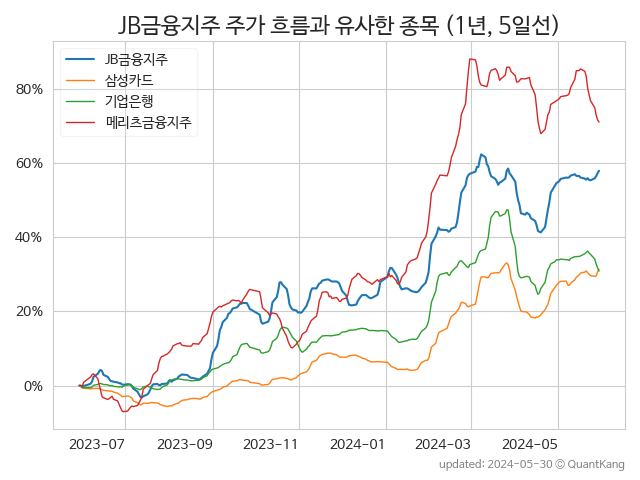 JB금융지주 주가 흐름과 유사한 종목 (1년, 5일선)
JB금융지주
삼성카드
기업은행
메리츠금융지주
80%
60%
40%
20%
0%
2023-07 2023-09 2023-11 2024-01 2024-03 2024-05
updated: 2024-05-30 © QuantKang